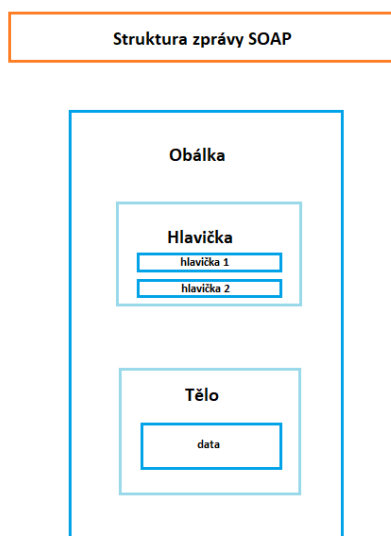 Struktura zprávy SOAP
Obálka
Hlavička
hlavička 1
hlavička 2
Tělo
data